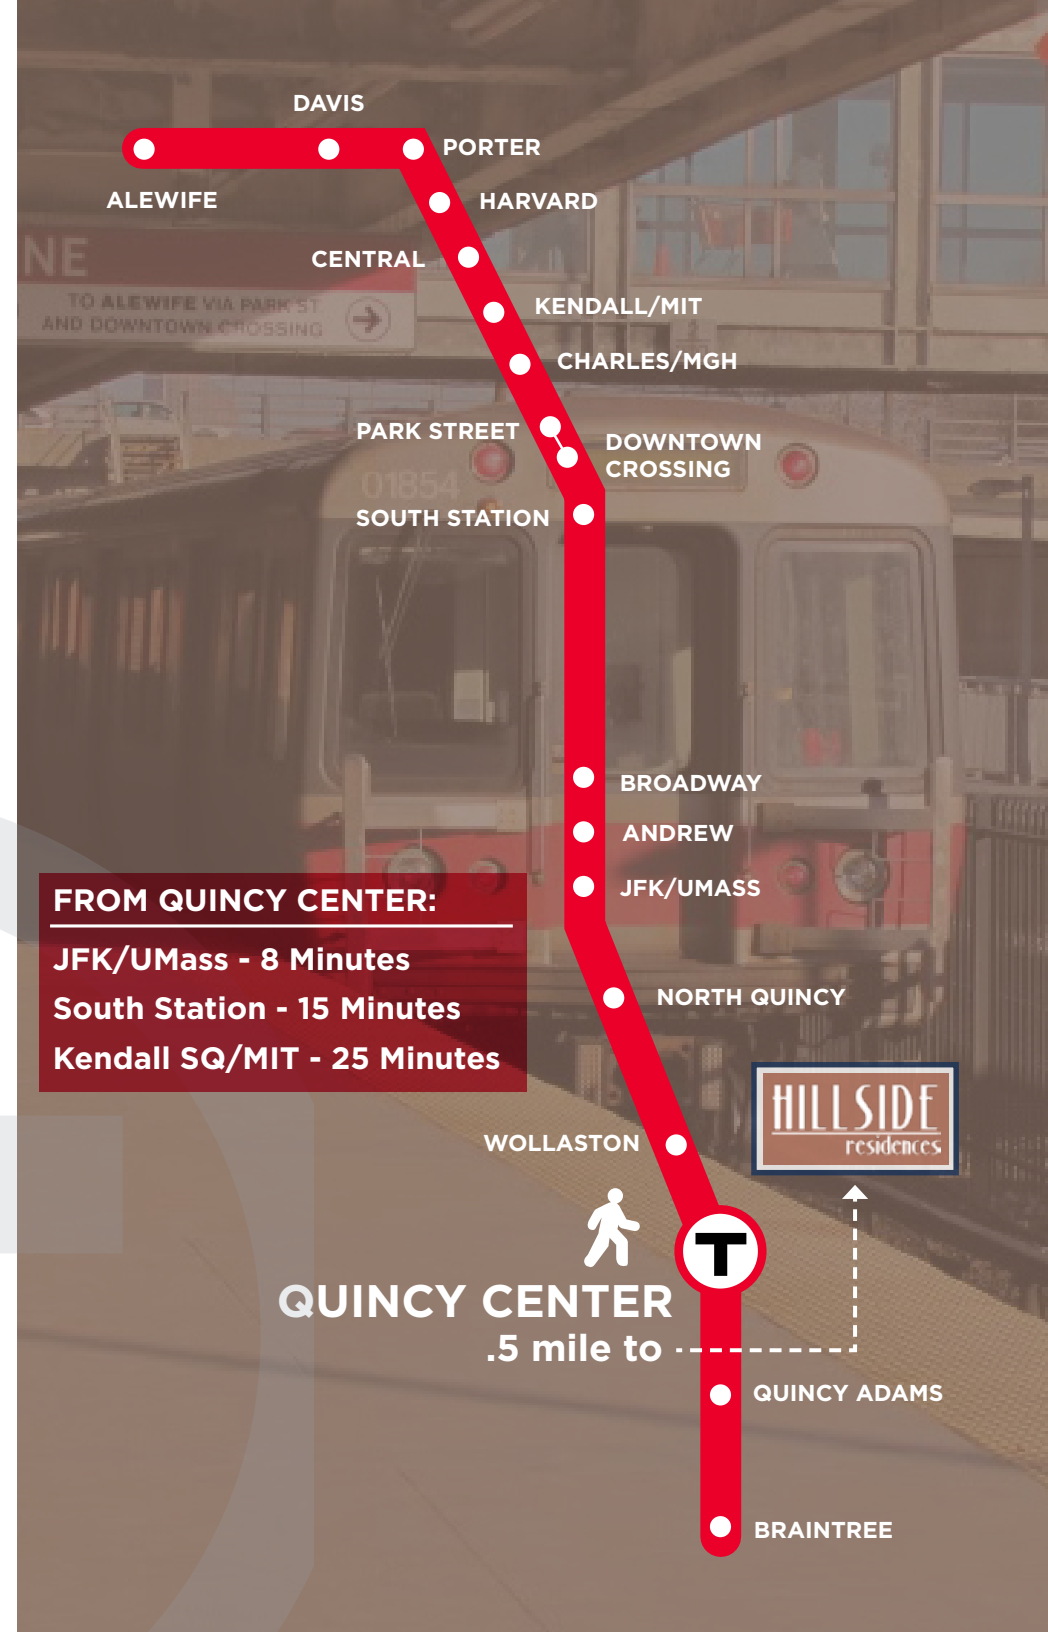 DAVIS
PORTER
ALEWIFE
HARVARD
NE
CENTRAL
TO ALEWIFE VIA PARK ST
AND DOWNTOWN CROSSING
KENDALL/MIT
CHARLES/MGH
PARK STREET
DOWNTOWN
CROSSING
01854
SOUTH STATION
BROADWAY
ANDREW
JFK/UMASS
FROM QUINCY CENTER:
JFK/UMass - 8 Minutes
South Station - 15 Minutes
Kendall SQ/MIT - 25 Minutes
NORTH QUINCY
HILLSIDE
residences
WOLLASTON
T
QUINCY CENTER
.5 mile to
QUINCY ADAMS
BRAINTREE